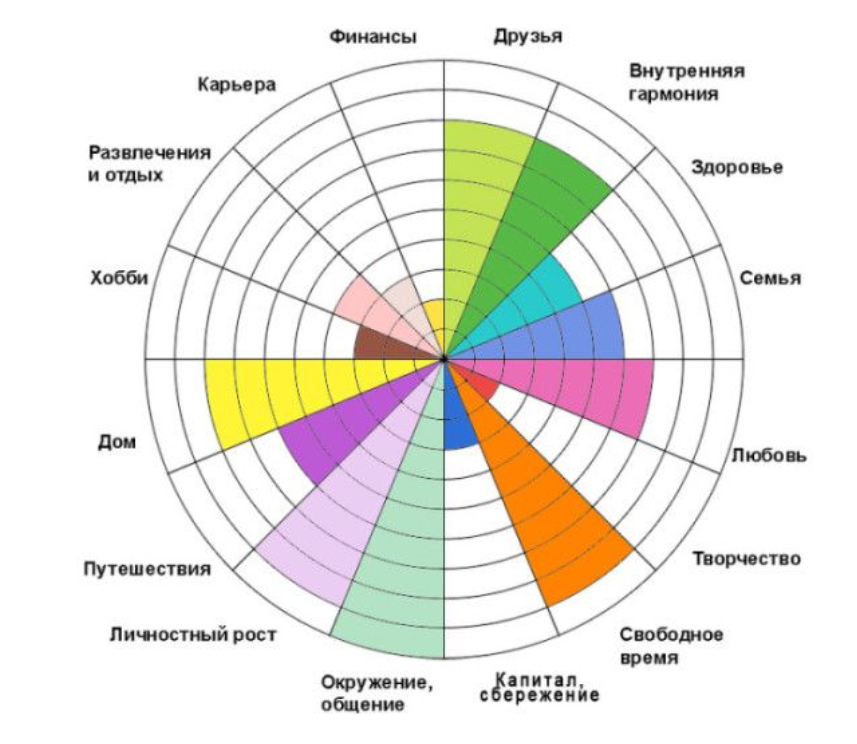 Финансы
Друзья
Карьера
Внутренняя
гармония
Развлечения
и отдых
Здоровье
Хобби
Семья
Дом
Любовь
Путешествия
Творчество
Личностный рост
Свободное
время
Окружение,
общение
Капитал,
сбережение